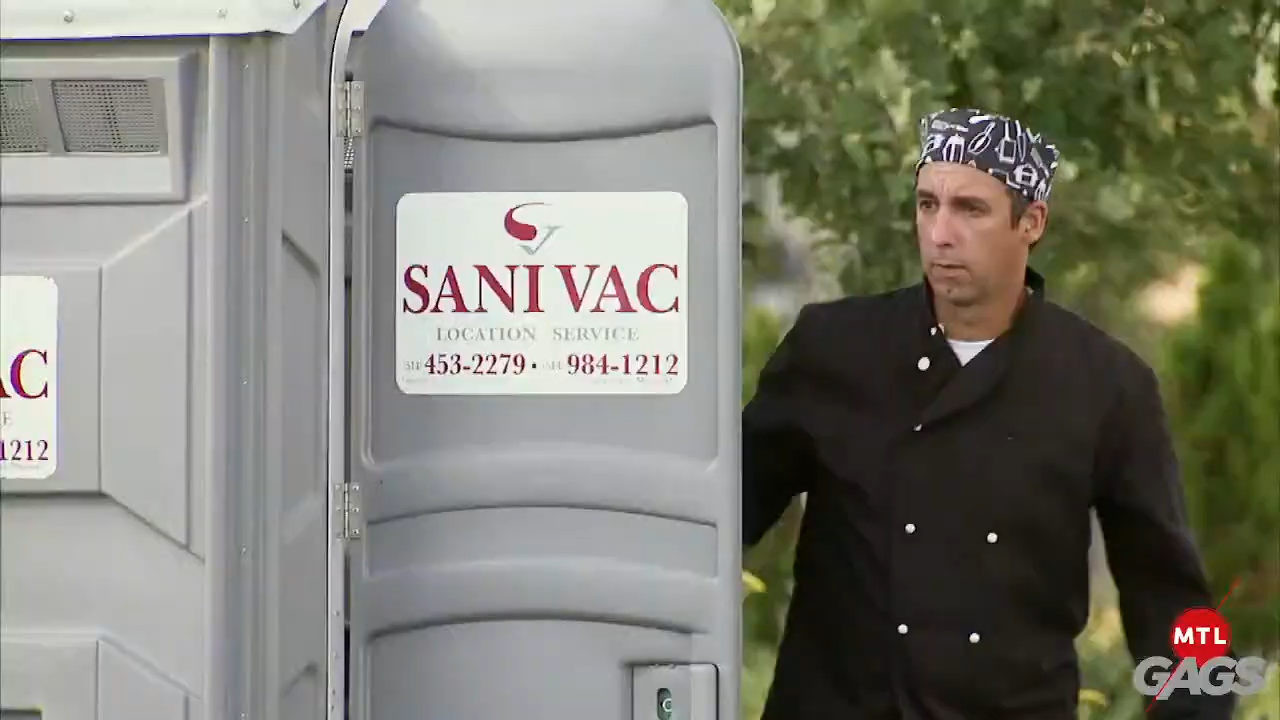 SANI VAC
LOCATION SERVICE
453-2279 • 984-1212
AC
E
1212
MTL
GAGS